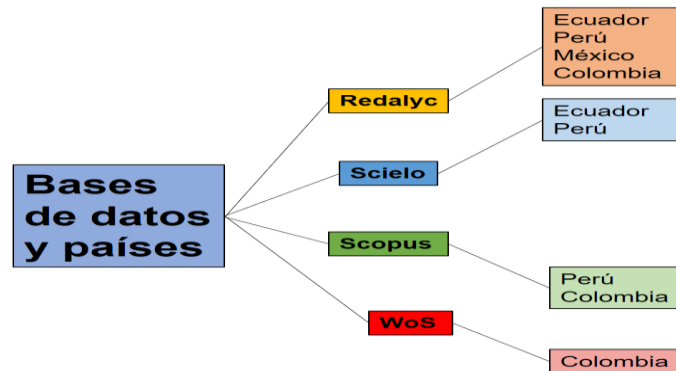 Bases
de datos
y países
Redalyc
Ecuador
Perú
México
Colombia
Scielo
Ecuador
Perú
Scopus
Perú
Colombia
WoS
Colombia